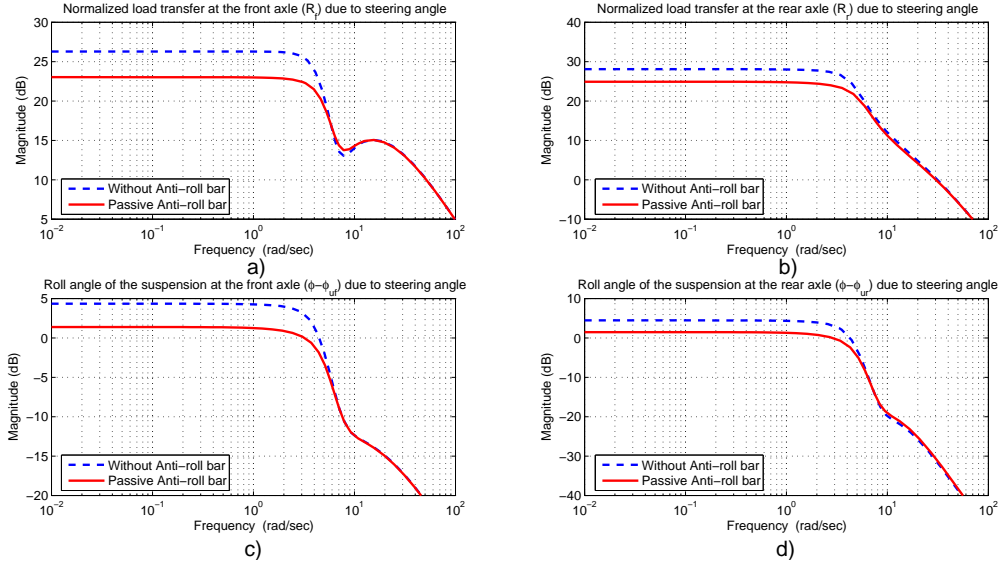 Normalized load transfer at the front axle (R_f) due to steering angle
30
25
20
15
10
5
Magnitude (dB)
Without Anti−roll bar
Passive Anti−roll bar
10^−2
10^−1
10^0
10^1
10^2
Frequency (rad/sec)
a)
Normalized load transfer at the rear axle (R_r) due to steering angle
40
30
20
10
0
−10
Magnitude (dB)
Without Anti−roll bar
Passive Anti−roll bar
10^−2
10^−1
10^0
10^1
10^2
Frequency (rad/sec)
b)
Roll angle of the suspension at the front axle (ϕ−ϕ_uf) due to steering angle
5
0
−5
−10
−15
−20
Magnitude (dB)
Without Anti−roll bar
Passive Anti−roll bar
10^−2
10^−1
10^0
10^1
10^2
Frequency (rad/sec)
c)
Roll angle of the suspension at the rear axle (ϕ−ϕ_ur) due to steering angle
10
0
−10
−20
−30
−40
Magnitude (dB)
Without Anti−roll bar
Passive Anti−roll bar
10^−2
10^−1
10^0
10^1
10^2
Frequency (rad/sec)
d)